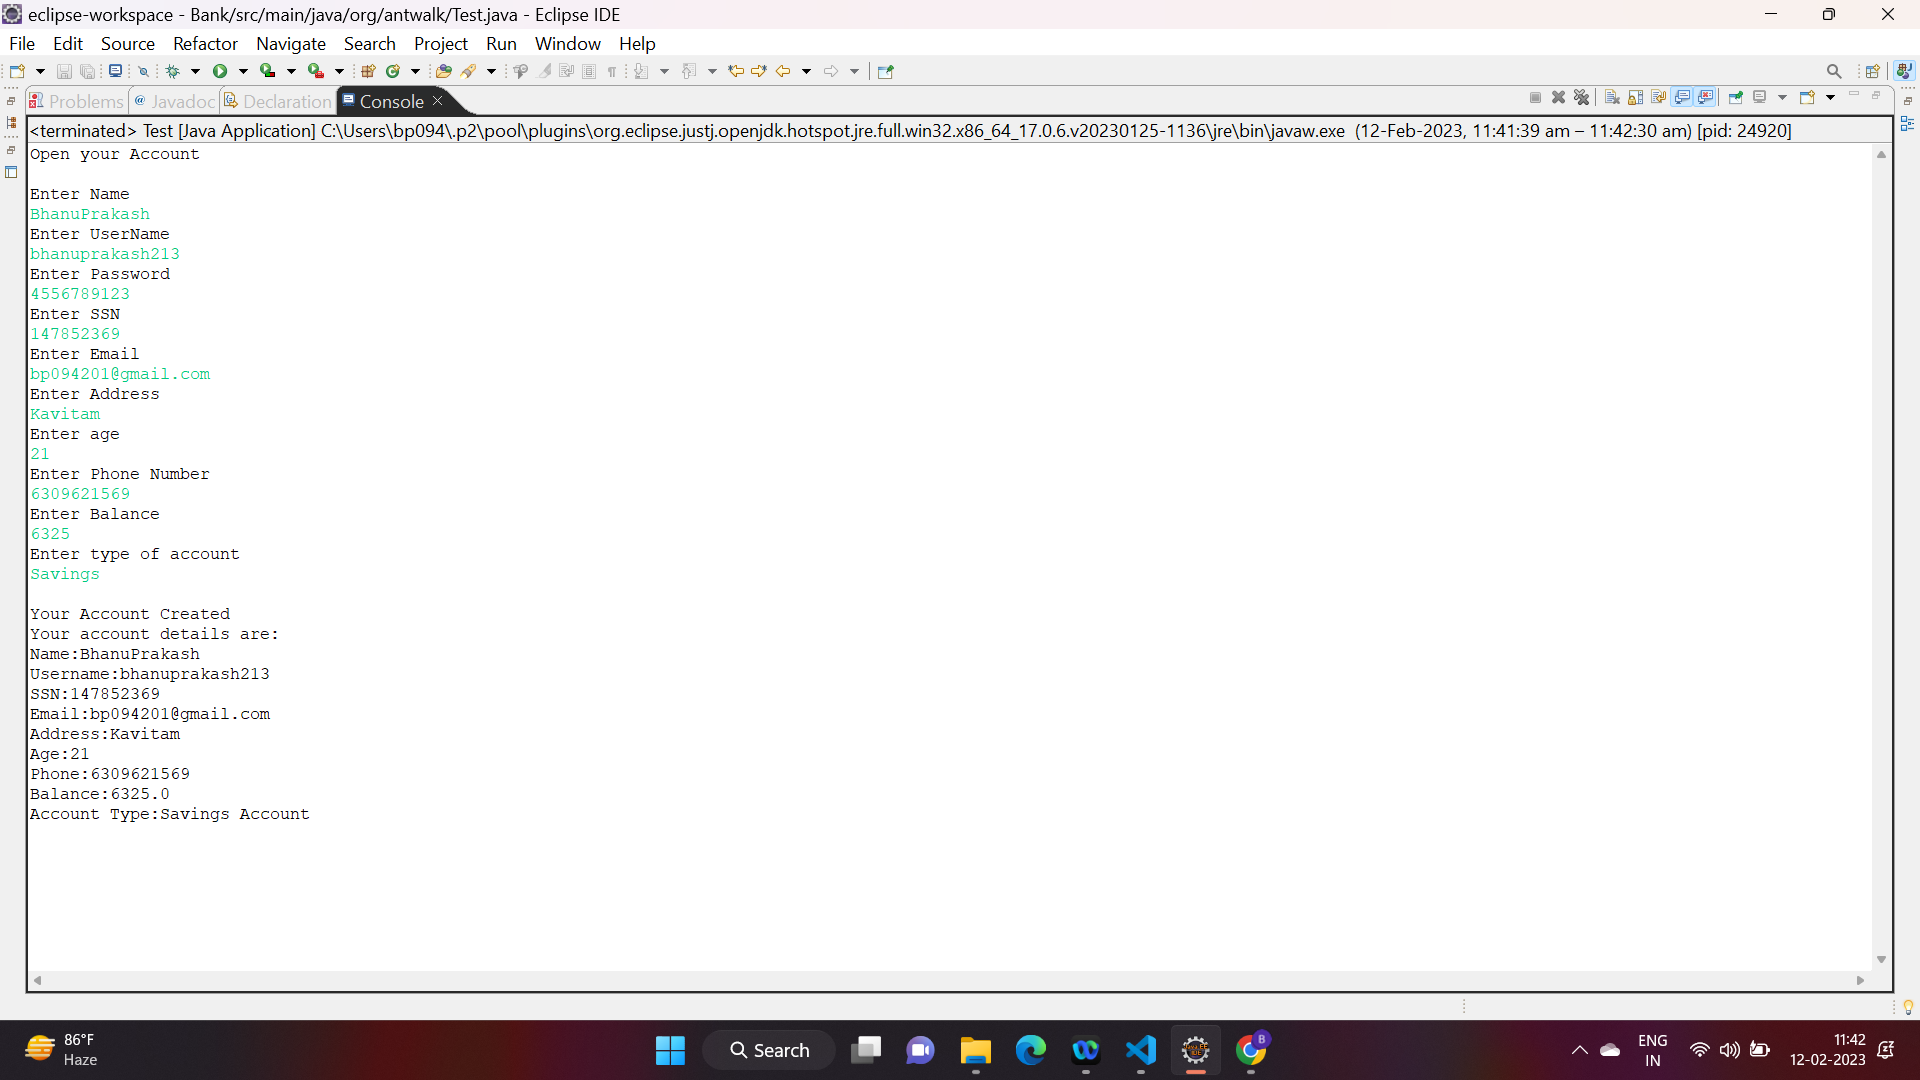 eclipse-workspace - Bank/src/main/java/org/antwalk/Test.java - Eclipse IDE
File Edit Source Refactor Navigate Search Project Run Window Help
Problems @ Javadoc Declaration Console
<terminated> Test [Java Application] C:\Users\bp094\.p2\pool\plugins\org.eclipse.justj.openjdk.hotspot.jre.full.win32.x86_64_17.0.6.v20230125-1136\jre\bin\javaw.exe (12-Feb-2023, 11:41:39 am – 11:42:30 am) [pid: 24920]
Open your Account
Enter Name
BhanuPrakash
Enter UserName
bhanuprakash213
Enter Password
4556789123
Enter SSN
147852369
Enter Email
bp094201@gmail.com
Enter Address
Kavitam
Enter age
21
Enter Phone Number
6309621569
Enter Balance
6325
Enter type of account
Savings
Your Account Created
Your account details are:
Name:BhanuPrakash
Username:bhanuprakash213
SSN:147852369
Email:bp094201@gmail.com
Address:Kavitam
Age:21
Phone:6309621569
Balance:6325.0
Account Type:Savings Account
86°F
Haze
Search
B
ENG
IN
11:42
12-02-2023